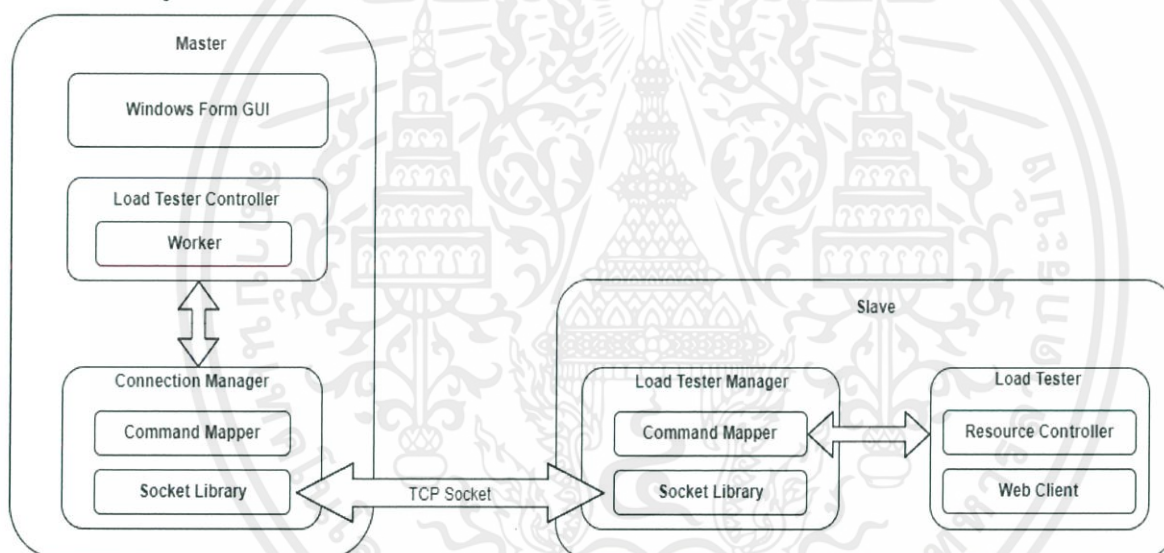 Master
Windows Form GUI
Load Tester Controller
Worker
Connection Manager
Command Mapper
Socket Library
TCP Socket
Slave
Load Tester Manager
Command Mapper
Socket Library
Load Tester
Resource Controller
Web Client